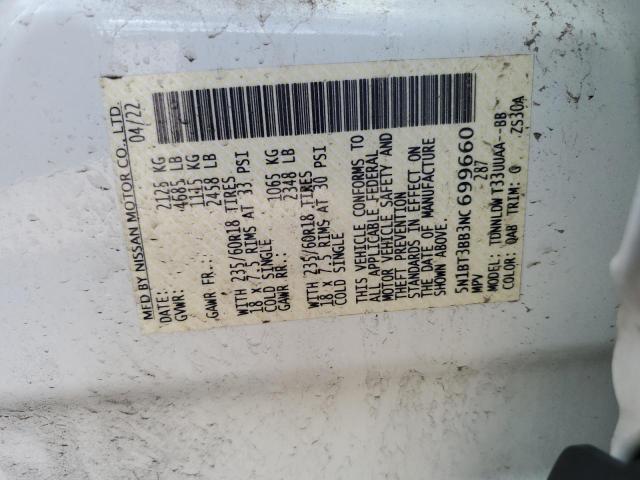 MFD BY NISSAN MOTOR CO., LTD.
DATE: 04/22
GVWR: 2126 KG
4685 LB
GAWR FR.: 1145 KG
2458 LB
WITH 235/60R18 TIRES
18 X 7.5 RIMS AT 33 PSI
COLD SINGLE
GAWR RR.: 1065 KG
2348 LB
WITH 235/60R18 TIRES
18 X 7.5 RIMS AT 30 PSI
COLD SINGLE
THIS VEHICLE CONFORMS TO
ALL APPLICABLE FEDERAL
MOTOR VEHICLE SAFETY AND
THEFT PREVENTION
STANDARDS IN EFFECT ON
THE DATE OF MANUFACTURE
SHOWN ABOVE.
5N1BT3BB3NC699660
MPV 287
MODEL: TDNNLDWT33UUAA--BB
COLOR: QAB TRIM: G ZS30A